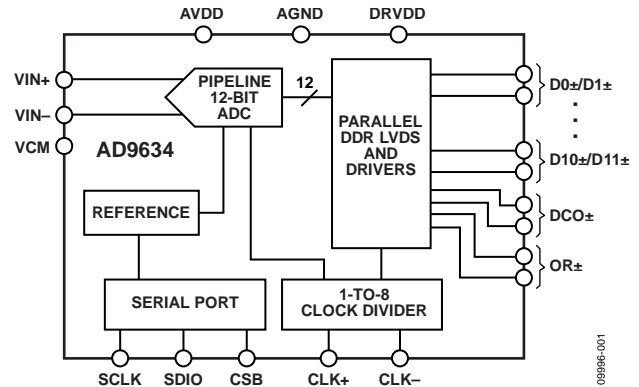 AVDD AGND DRVDD
VIN+
VIN–
VCM
AD9634
PIPELINE
12-BIT
ADC
12
PARALLEL
DDR LVDS
AND
DRIVERS
D0±/D1±
.
.
.
D10±/D11±
DCO±
OR±
REFERENCE
SERIAL PORT
1-TO-8
CLOCK DIVIDER
SCLK SDIO CSB CLK+ CLK–
09996-001